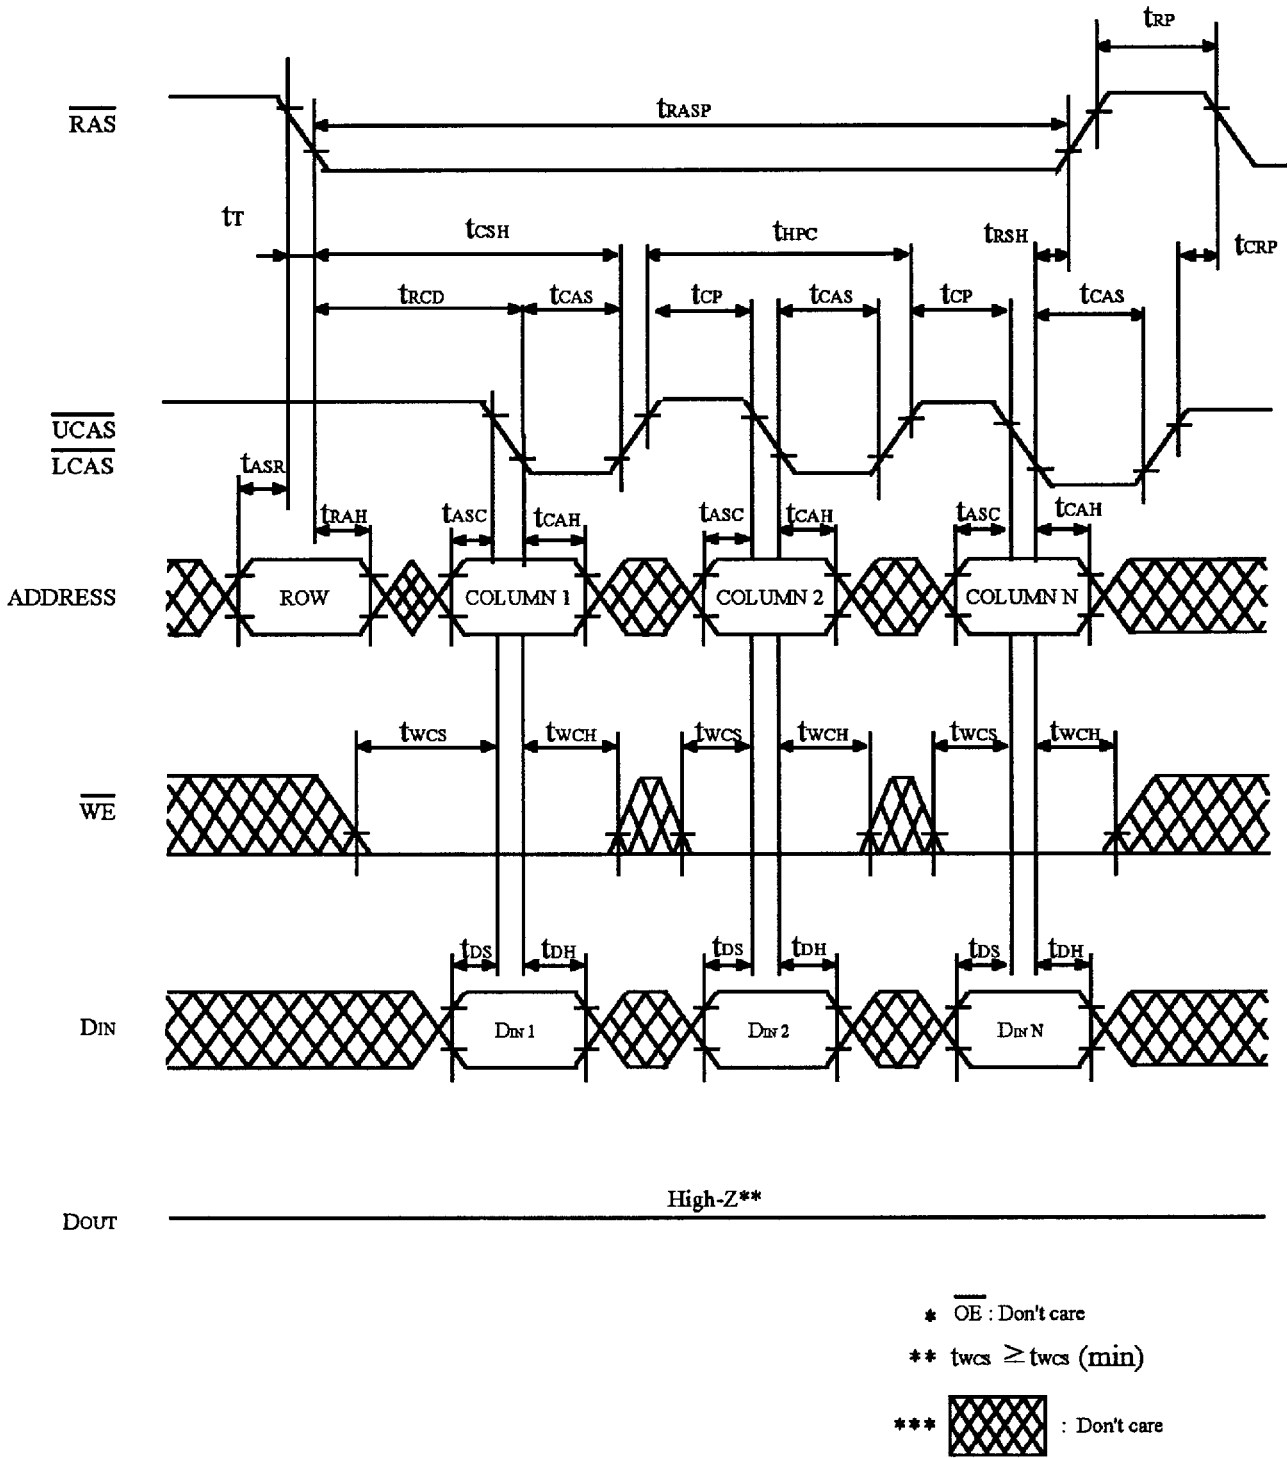 tRP
RAS
tRASP
tT
tCSH
tHPC
tRSH
tCRP
tRCD
tCAS
tCP
tCAS
tCP
tCAS
UCAS
LCAS
tASR
tRAH
tASC
tCAH
tASC
tCAH
tASC
tCAH
ADDRESS
ROW
COLUMN 1
COLUMN 2
COLUMN N
tWCS
tWCH
tWCS
tWCH
tWCS
tWCH
WE
tDS
tDH
tDS
tDH
tDS
tDH
DIN
DIN 1
DIN 2
DIN N
High-Z**
DOUT
* OE : Don't care
** twcs ≥ twcs (min)
*** : Don't care